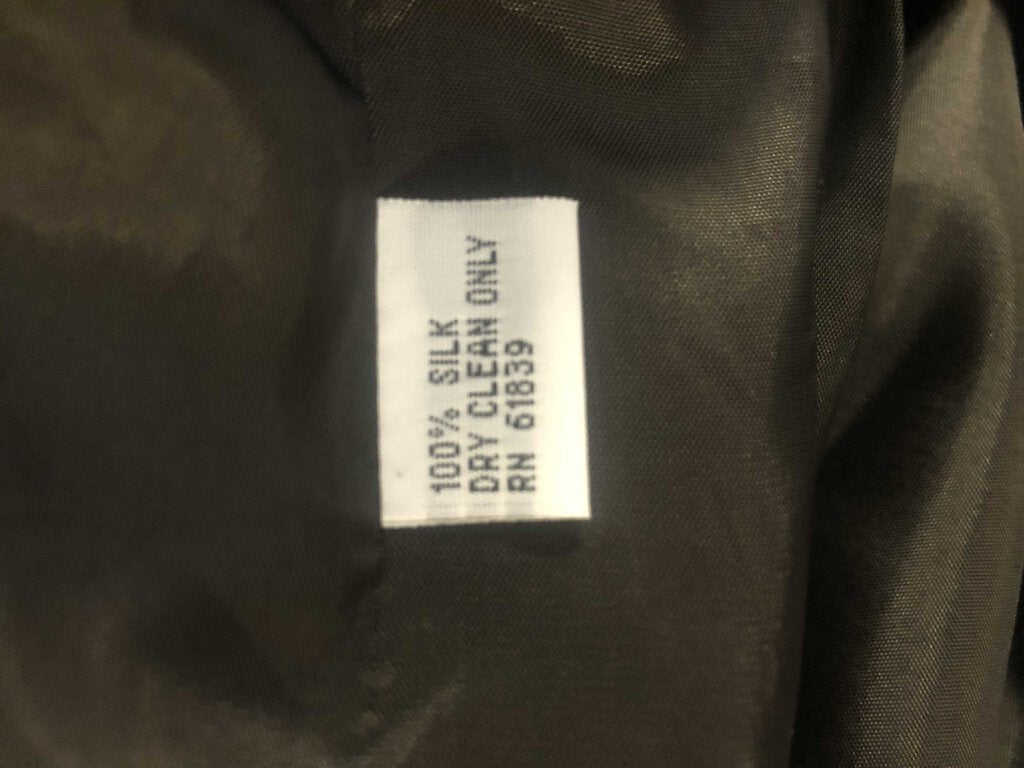 100% SILK
DRY CLEAN ONLY
RN 61839